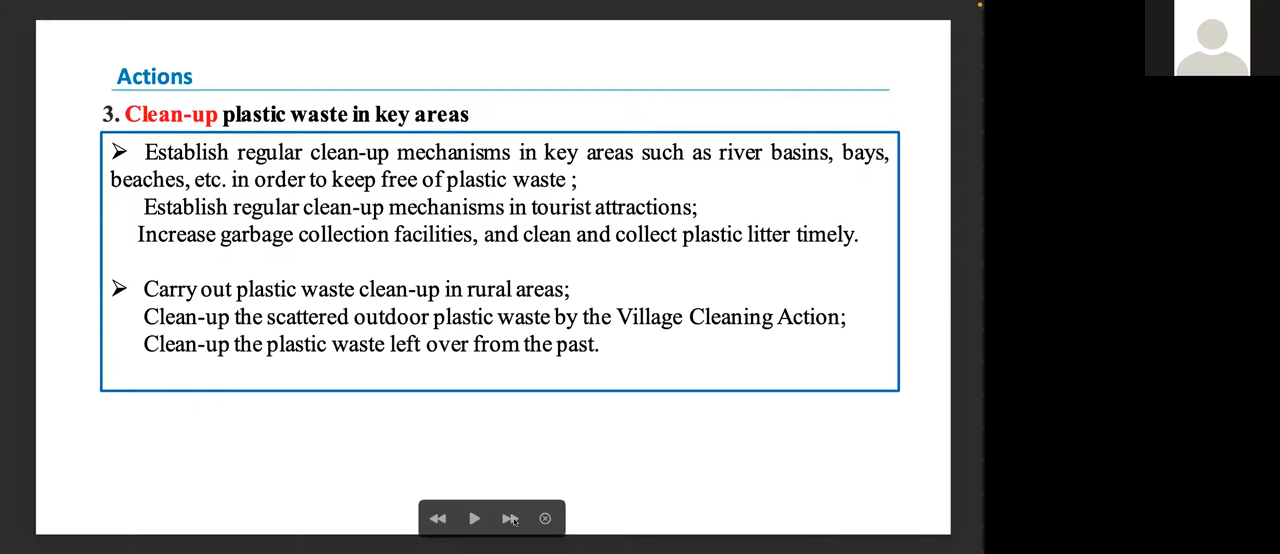 Actions
3. Clean-up plastic waste in key areas
➢ Establish regular clean-up mechanisms in key areas such as river basins, bays,
beaches, etc. in order to keep free of plastic waste ;
Establish regular clean-up mechanisms in tourist attractions;
Increase garbage collection facilities, and clean and collect plastic litter timely.
➢ Carry out plastic waste clean-up in rural areas;
Clean-up the scattered outdoor plastic waste by the Village Cleaning Action;
Clean-up the plastic waste left over from the past.